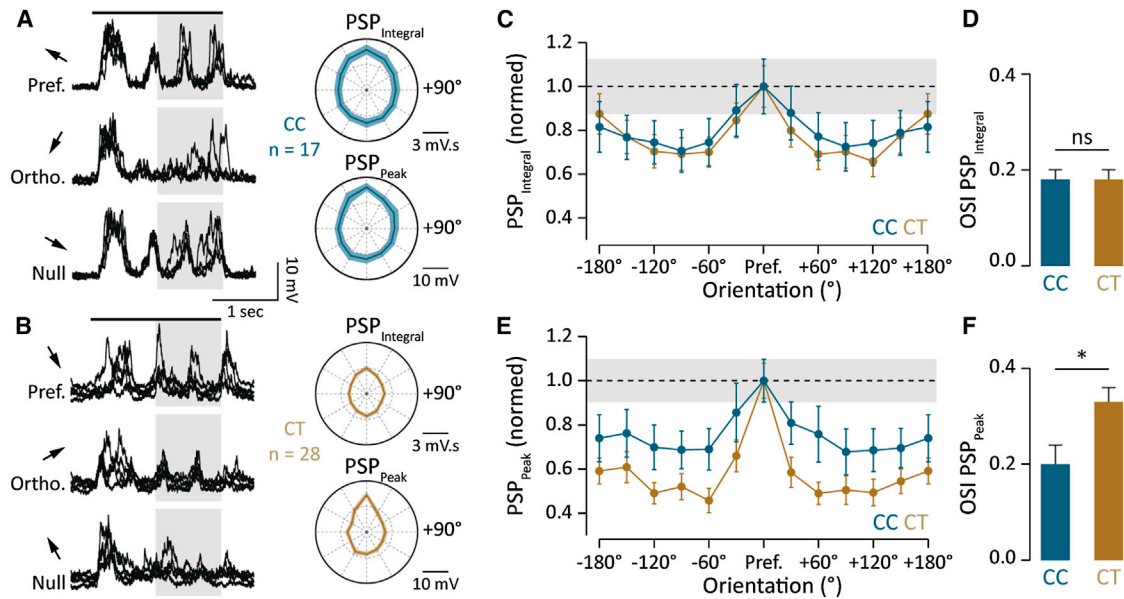 A
Pref.
Ortho.
Null
10 mV
1 sec
PSP Integral
+90°
3 mV.s
CC
n = 17
PSP Peak
+90°
10 mV
B
Pref.
Ortho.
Null
PSP Integral
+90°
3 mV.s
CT
n = 28
PSP Peak
+90°
10 mV
C
PSP Integral (normed)
1.2
1.0
0.8
0.6
0.4
CC CT
-180° -120° -60° Pref. +60° +120° +180°
Orientation (°)
D
OSI PSP Integral
0.4
0.2
0.0
ns
CC CT
E
PSP Peak (normed)
1.2
1.0
0.8
0.6
0.4
CC CT
-180° -120° -60° Pref. +60° +120° +180°
Orientation (°)
F
OSI PSP Peak
0.4
0.2
0.0
*
CC CT